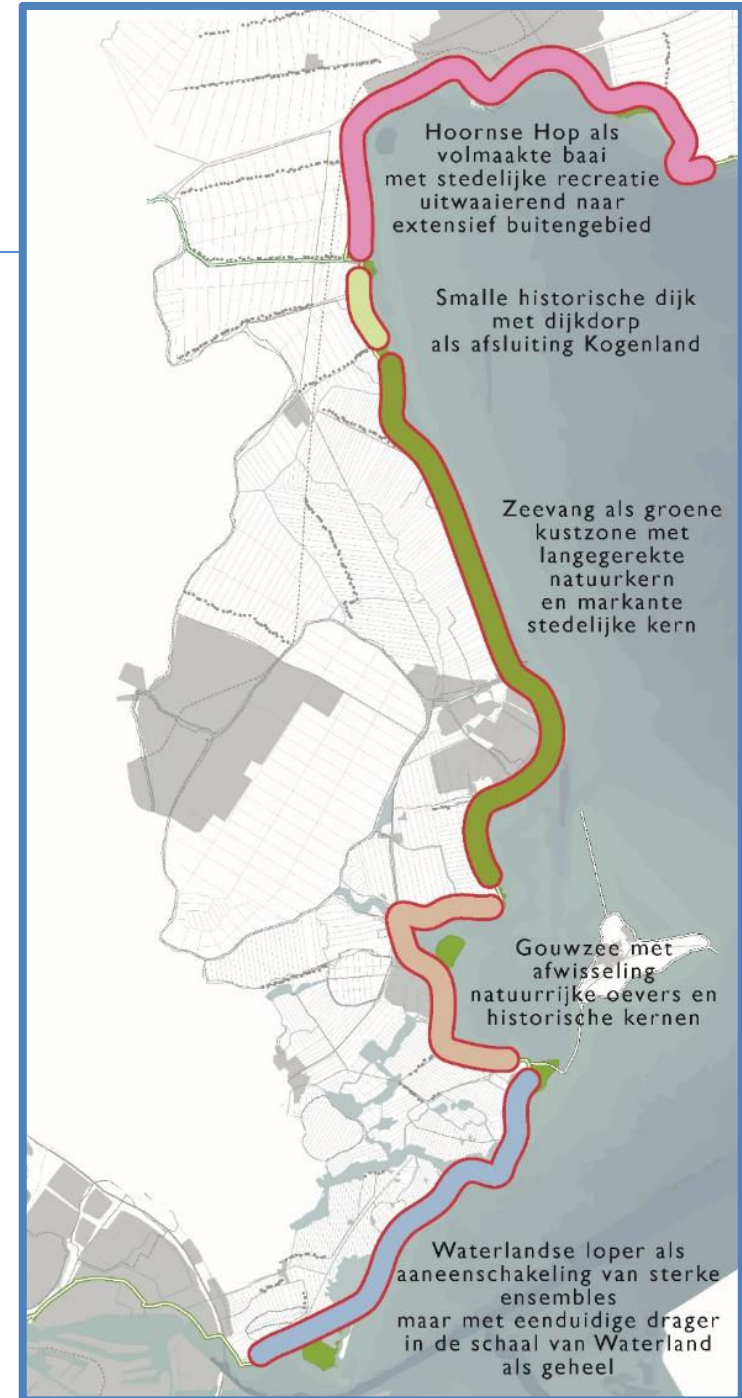 Hoornse Hop als
volmaakte baai
met stedelijke recreatie
uitwaaierend naar
extensief buitengebied
Smalle historische dijk
met dijkdorp
als afsluiting Kogenland
Zeevang als groene
kustzone met
langegerekte
natuurkern
en markante
stedelijke kern
Gouwzee met
afwisseling
natuurrijke oevers en
historische kernen
Waterlandse loper als
aaneenschakeling van sterke
ensembles
maar met eenduidige drager
in de schaal van Waterland
als geheel